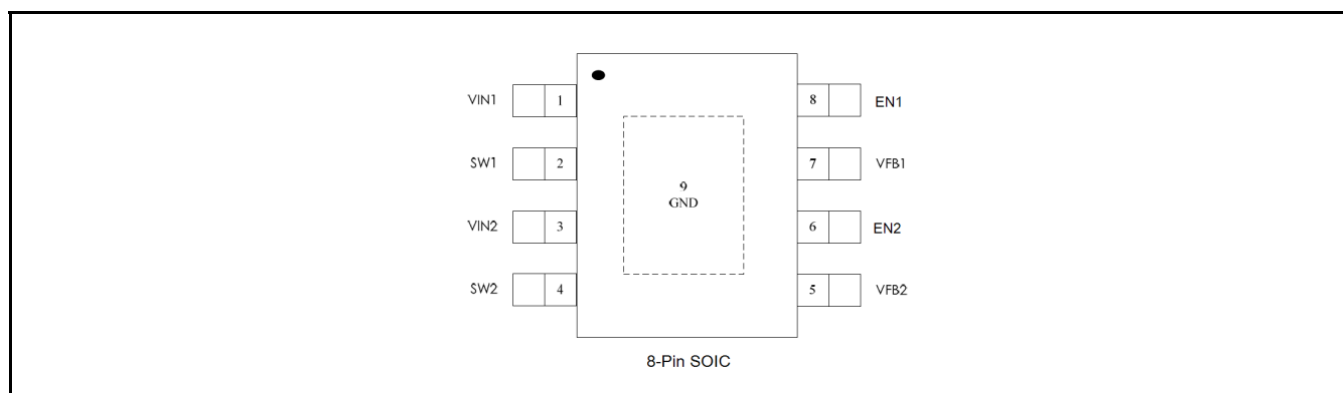 VIN1 1 8 EN1
SW1 2 7 VFB1
9
GND
VIN2 3 6 EN2
SW2 4 5 VFB2
8-Pin SOIC